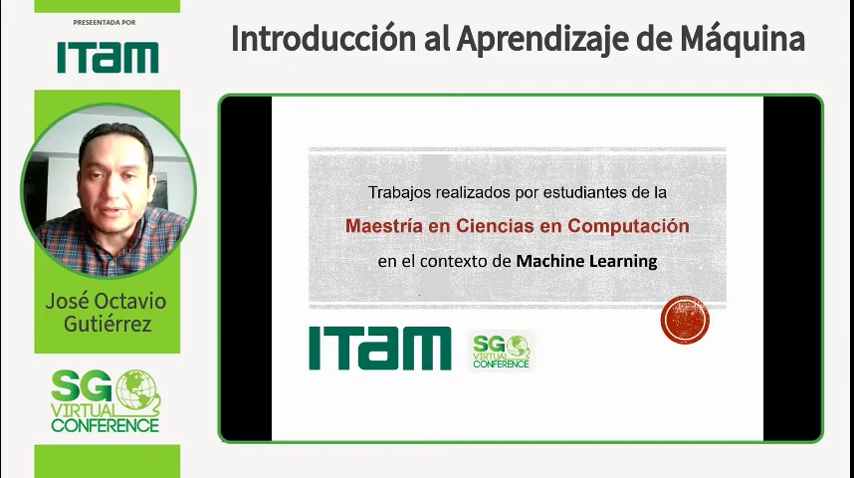 PRESEENTADA POR
ITAM
Introducción al Aprendizaje de Máquina
Trabajos realizados por estudiantes de la
Maestría en Ciencias en Computación
en el contexto de Machine Learning
ITAM
SG
VIRTUAL
CONFERENCE
José Octavio
Gutiérrez
SG
VIRTUAL
CONFERENCE